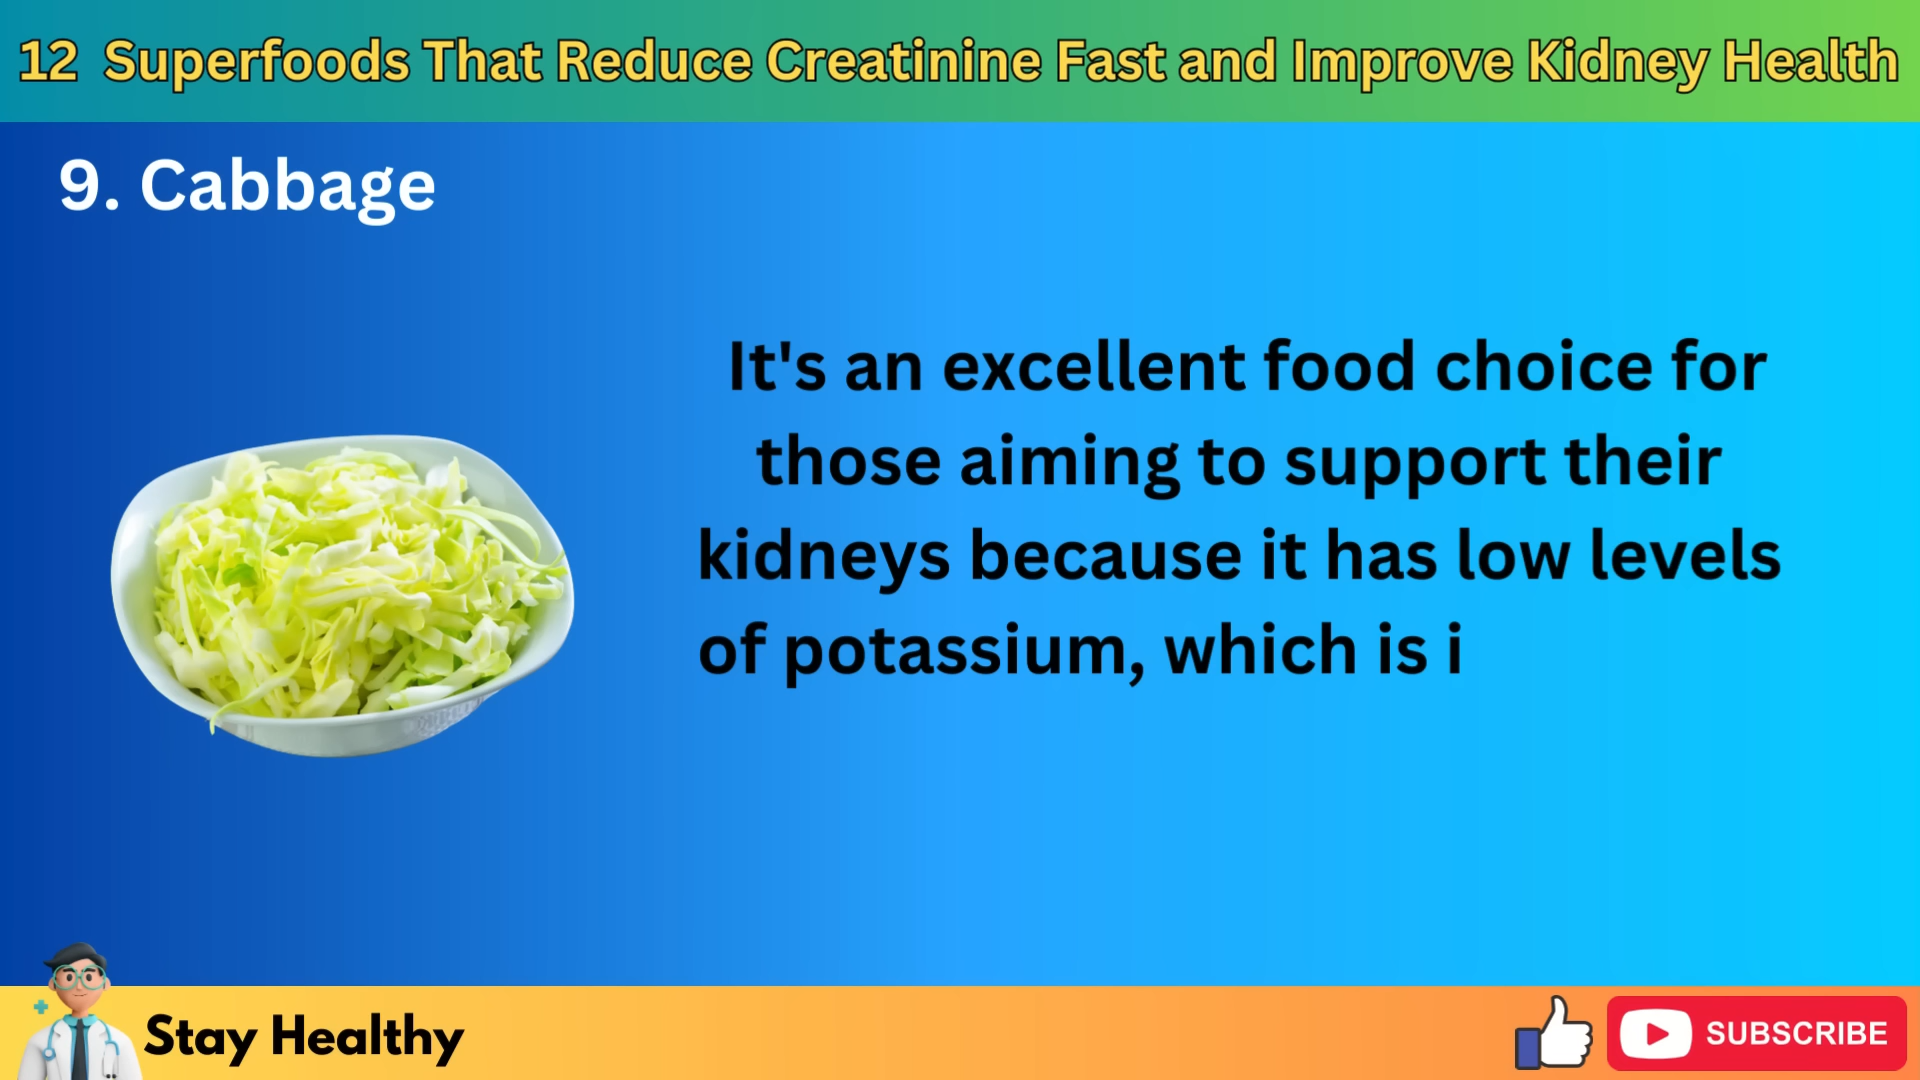 12 Superfoods That Reduce Creatinine Fast and Improve Kidney Health
9. Cabbage
It's an excellent food choice for
those aiming to support their
kidneys because it has low levels
of potassium, which is i
Stay Healthy
SUBSCRIBE